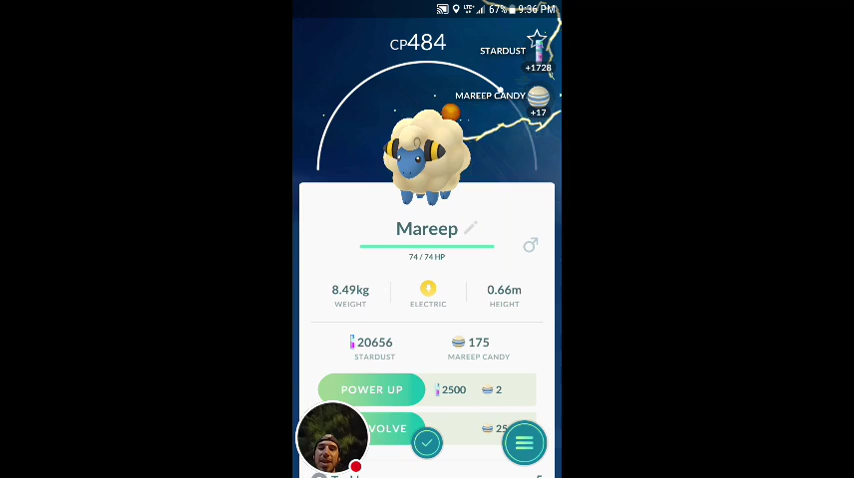 LTE 67% 9:36 PM
CP484
STARDUST
+1728
MAREEP CANDY
+17
Mareep
74 / 74 HP
8.49kg
WEIGHT
ELECTRIC
0.66m
HEIGHT
20656
STARDUST
175
MAREEP CANDY
POWER UP 2500 2
VOLVE 25